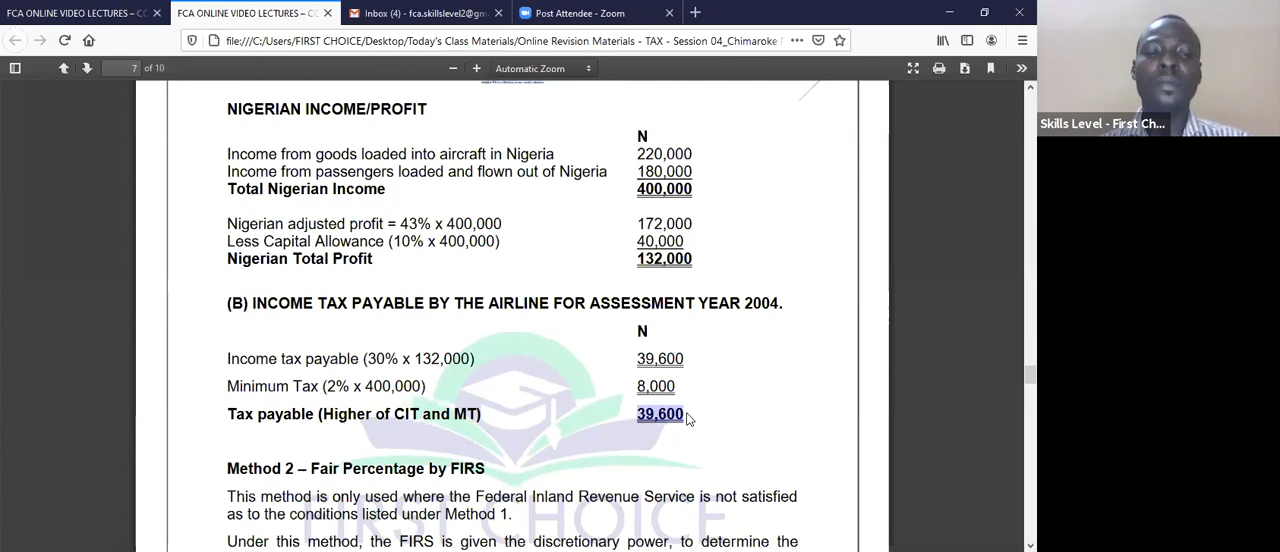 FCA ONLINE VIDEO LECTURES – CC
FCA ONLINE VIDEO LECTURES – CC
Inbox (4) - fca.skillslevel2@gm
Post Attendee - Zoom
file:///C:/Users/FIRST CHOICE/Desktop/Today's Class Materials/Online Revision Materials - TAX - Session 04_Chimaroke
7 of 10
Automatic Zoom
Skills Level - First Ch...
NIGERIAN INCOME/PROFIT
N
Income from goods loaded into aircraft in Nigeria 220,000
Income from passengers loaded and flown out of Nigeria 180,000
Total Nigerian Income 400,000
Nigerian adjusted profit = 43% x 400,000 172,000
Less Capital Allowance (10% x 400,000) 40,000
Nigerian Total Profit 132,000
(B) INCOME TAX PAYABLE BY THE AIRLINE FOR ASSESSMENT YEAR 2004.
N
Income tax payable (30% x 132,000) 39,600
Minimum Tax (2% x 400,000) 8,000
Tax payable (Higher of CIT and MT) 39,600
Method 2 – Fair Percentage by FIRS
This method is only used where the Federal Inland Revenue Service is not satisfied
as to the conditions listed under Method 1.
FIRST CHOICE
Under this method, the FIRS is given the discretionary power, to determine the